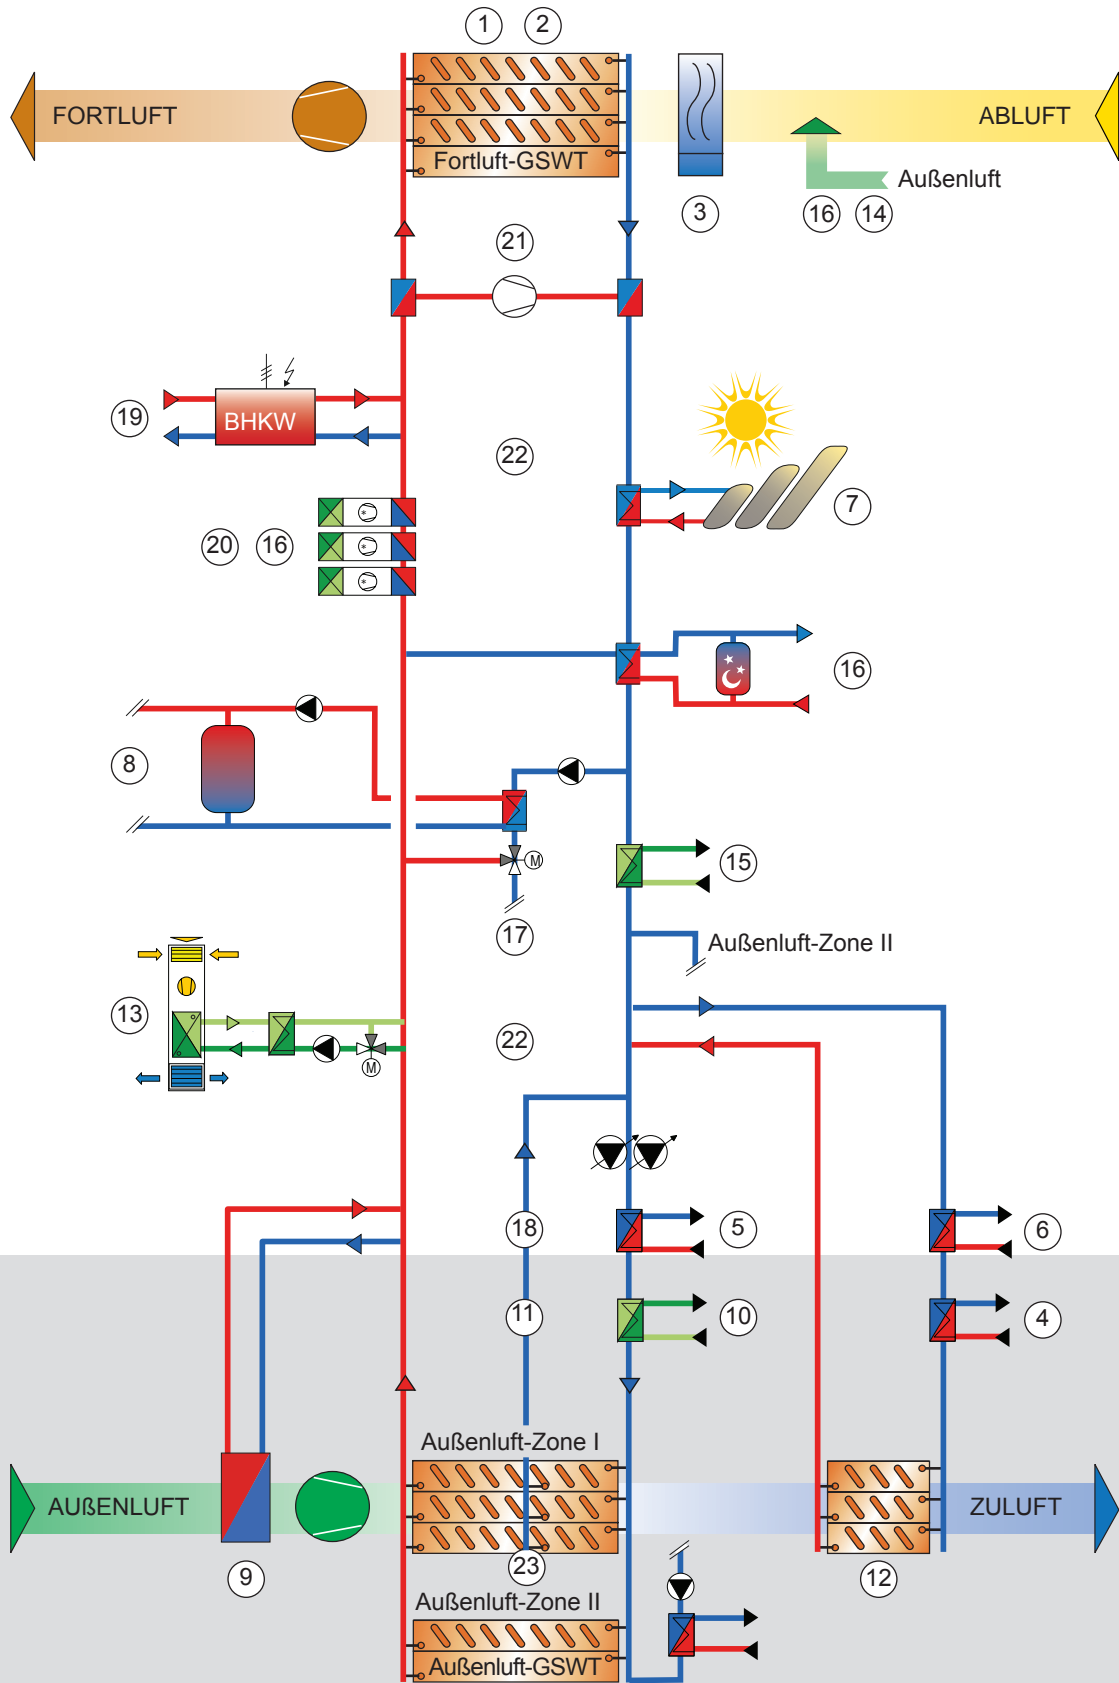 1 2
FORTLUFT
ABLUFT
Fortluft-GSWT
Außenluft
3
16 14
21
19
BHKW
22
7
20 16
* 
*
*
16
8
M
15
17
Außenluft-Zone II
13
22
M
18
5
6
11
10
4
Außenluft-Zone I
AUßENLUFT
ZULUFT
9
23
12
Außenluft-Zone II
Außenluft-GSWT